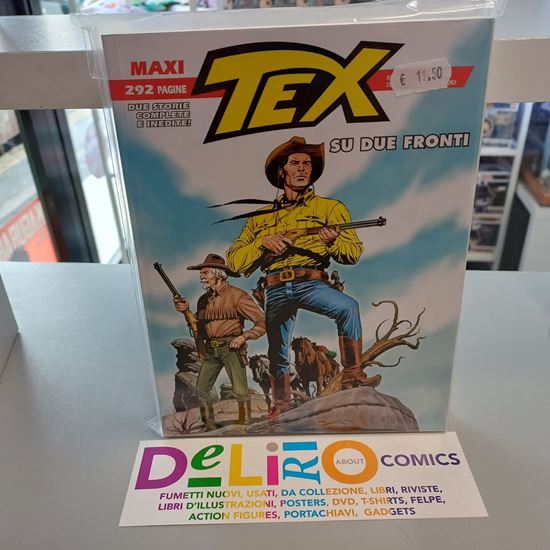 MAXI
292 PAGINE
DUE STORIE
COMPLETE
E INEDITE!
TEX
€ 11,50
SU DUE FRONTI
DELIRIO
ABOUT
COMICS
FUMETTI NUOVI, USATI, DA COLLEZIONE, LIBRI, RIVISTE,
LIBRI D'ILLUSTRAZIONI, POSTERS, DVD, T-SHIRTS, FELPE,
ACTION FIGURES, PORTACHIAVI, GADGETS